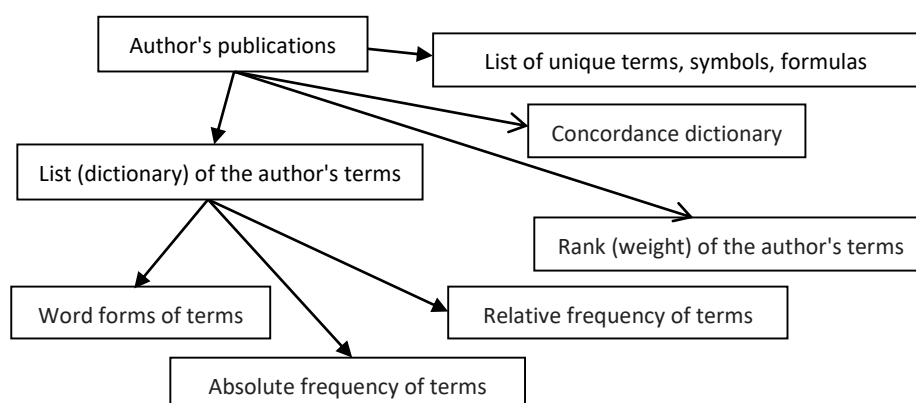 Author's publications
List of unique terms, symbols, formulas
Concordance dictionary
List (dictionary) of the author's terms
Rank (weight) of the author's terms
Word forms of terms
Relative frequency of terms
Absolute frequency of terms